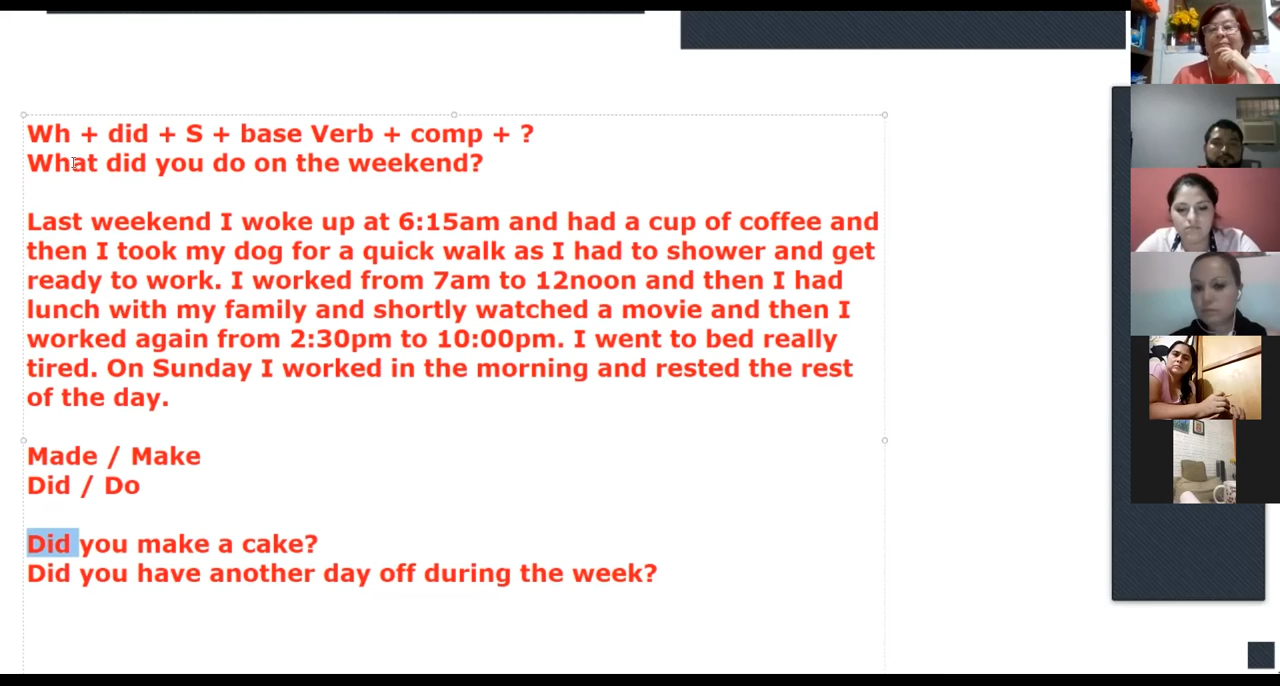 Wh + did + S + base Verb + comp + ?
What did you do on the weekend?
Last weekend I woke up at 6:15am and had a cup of coffee and
then I took my dog for a quick walk as I had to shower and get
ready to work. I worked from 7am to 12noon and then I had
lunch with my family and shortly watched a movie and then I
worked again from 2:30pm to 10:00pm. I went to bed really
tired. On Sunday I worked in the morning and rested the rest
of the day.
Made / Make
Did / Do
Did you make a cake?
Did you have another day off during the week?